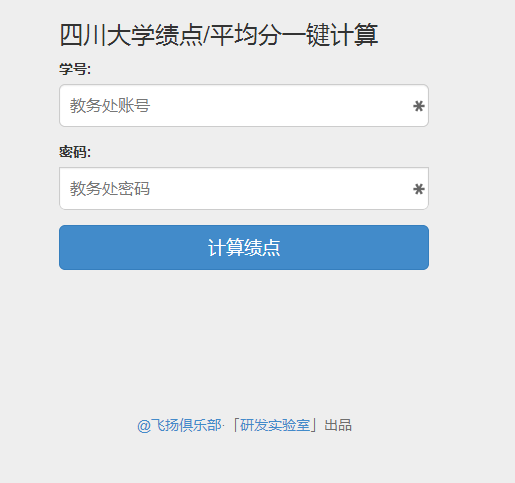 四川大学绩点/平均分一键计算
学号:
教务处账号
密码:
教务处密码
计算绩点
@飞扬俱乐部·「研发实验室」出品